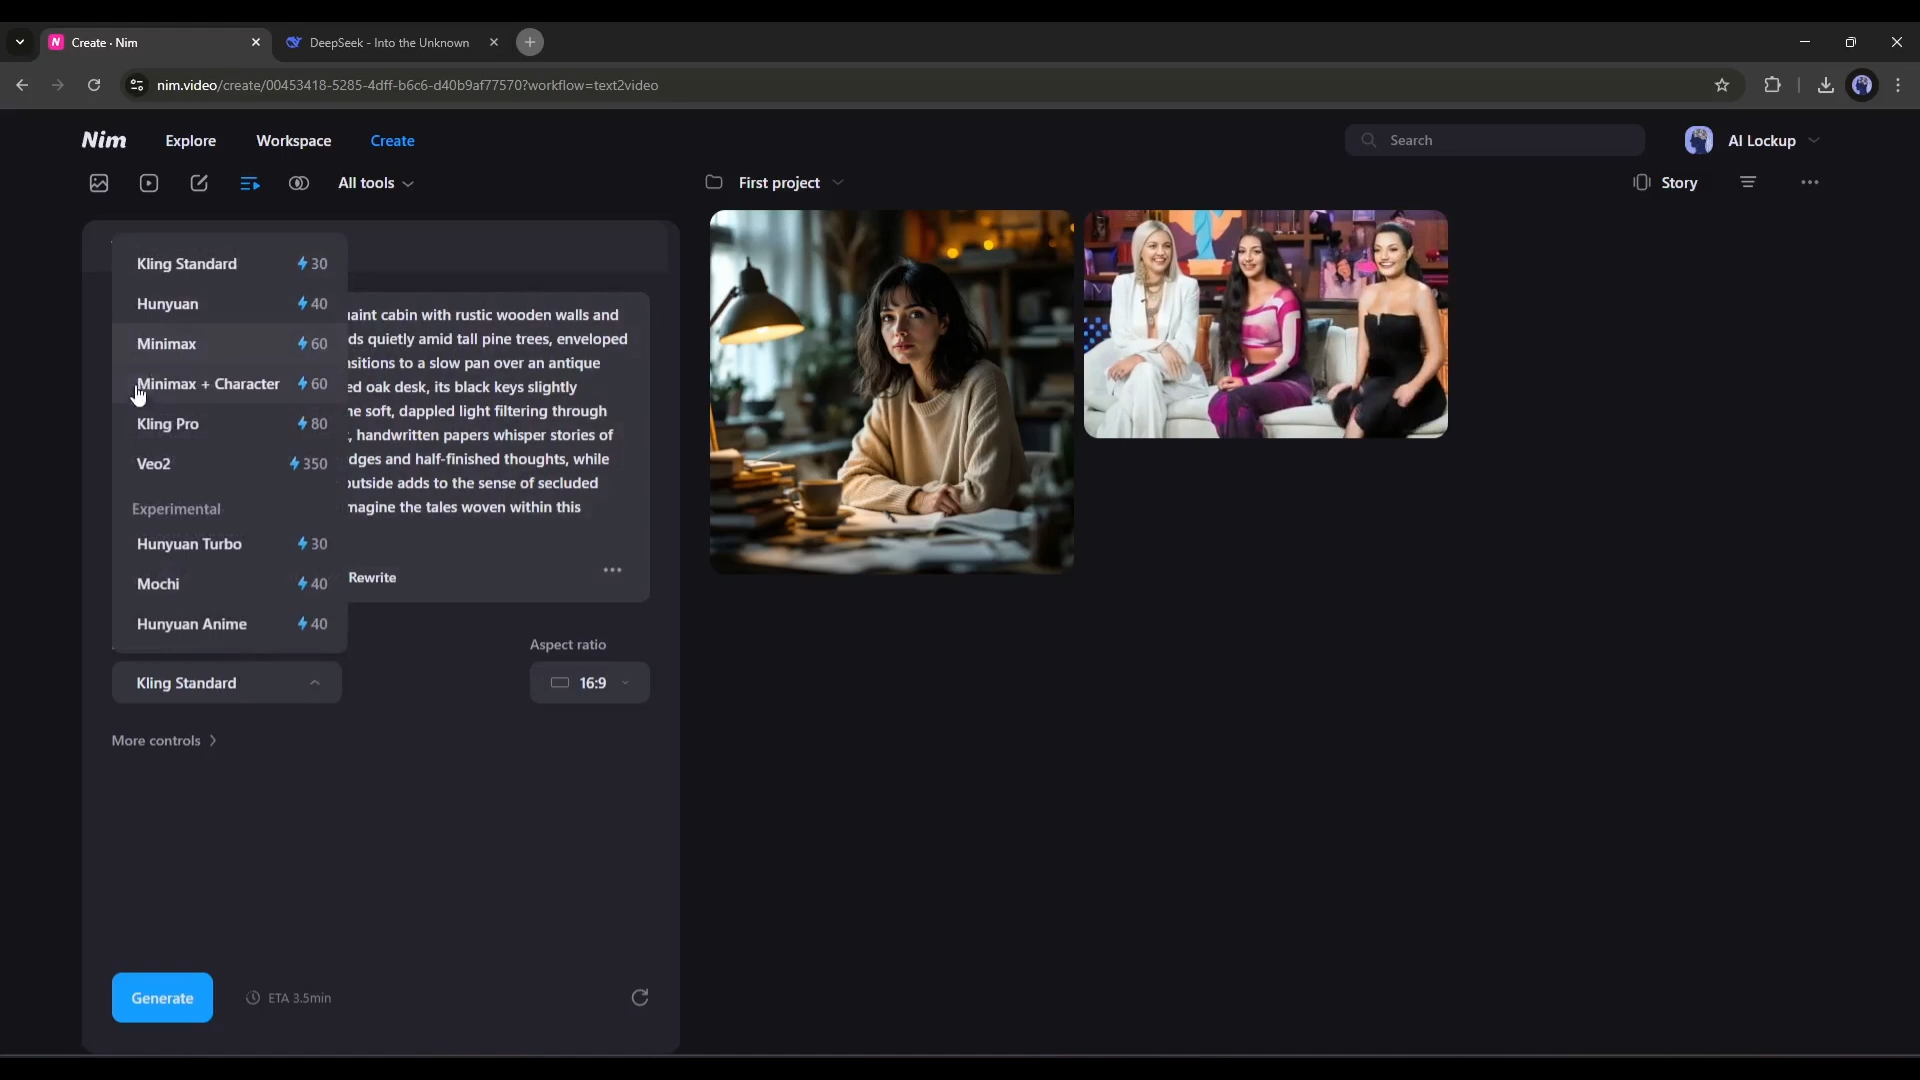 Create - Nim
DeepSeek - Into the Unknown
nim.video/create/00453418-5285-4dff-b6c6-d40b9af77570?workflow=text2video
Nim
Explore
Workspace
Create
Search
AI Lockup
All tools
First project
Story
Kling Standard 30
Hunyuan 40
Minimax 60
Minimax + Character 60
Kling Pro 80
Veo2 350
Experimental
Hunyuan Turbo 30
Mochi 40
Hunyuan Anime 40
aint cabin with rustic wooden walls and
ds quietly amid tall pine trees, enveloped
sitions to a slow pan over an antique
ed oak desk, its black keys slightly
he soft, dappled light filtering through
, handwritten papers whisper stories of
dges and half-finished thoughts, while
outside adds to the sense of secluded
magine the tales woven within this
Rewrite
Aspect ratio
Kling Standard
16:9
More controls
Generate
ETA 3.5min